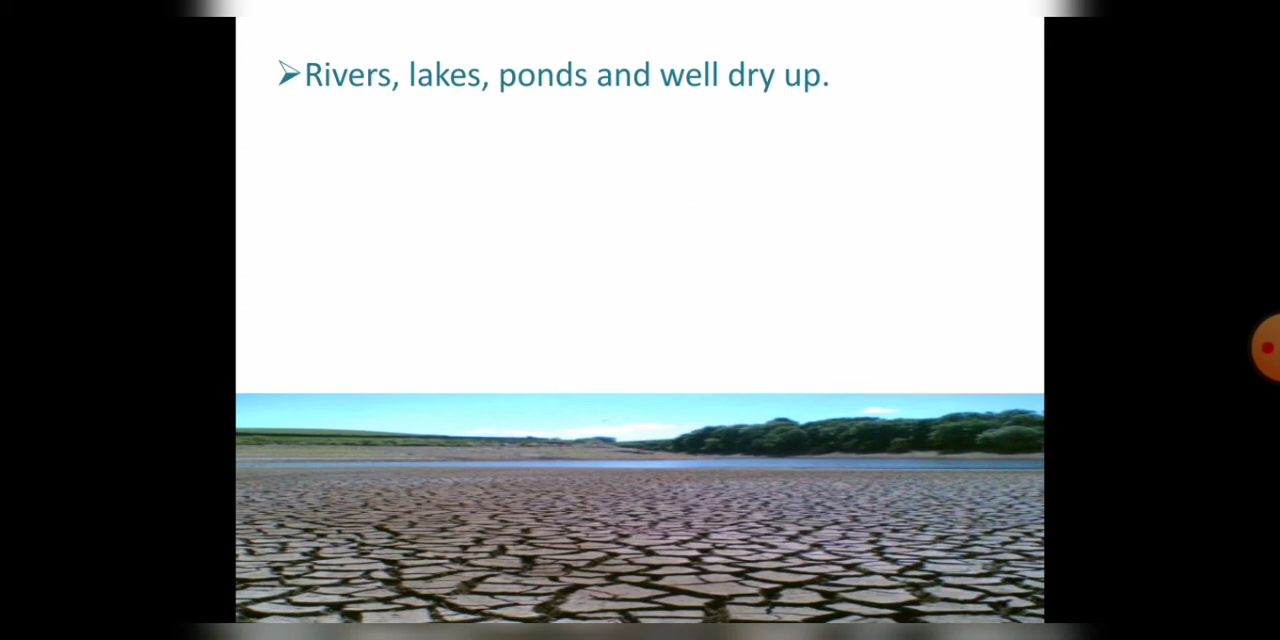 ➢Rivers, lakes, ponds and well dry up.